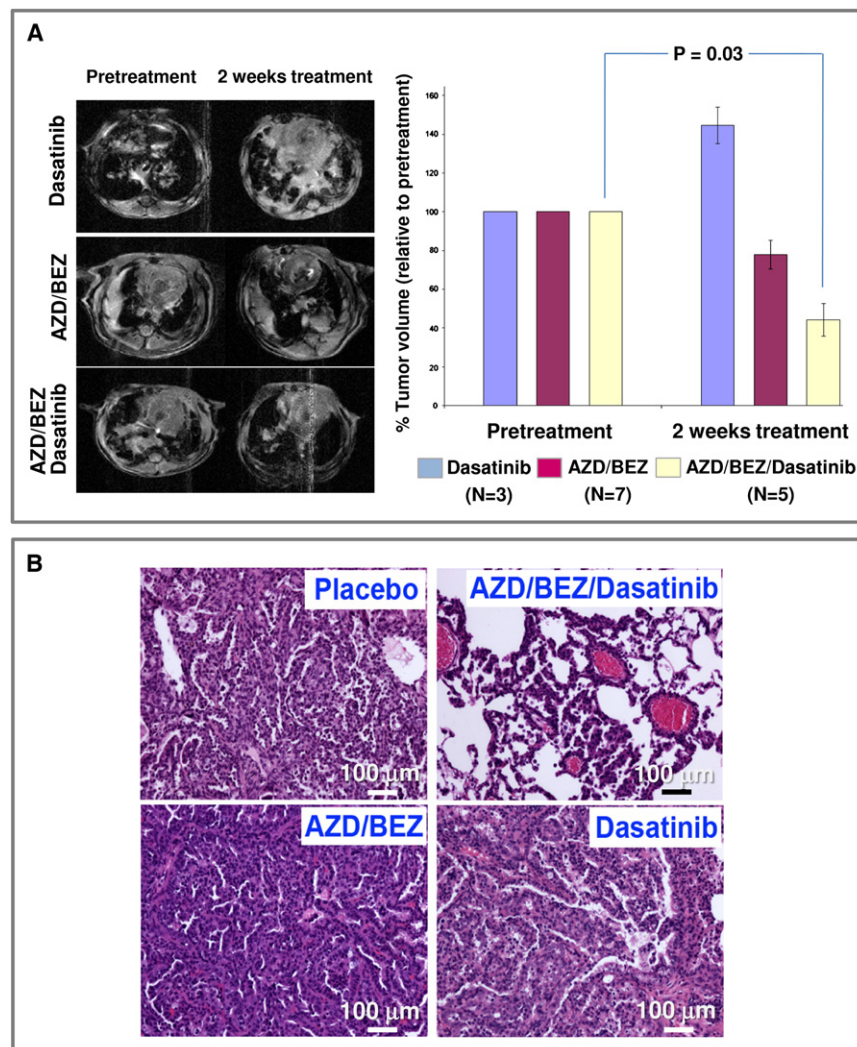 A
Pretreatment 2 weeks treatment
Dasatinib
AZD/BEZ
AZD/BEZ
Dasatinib
% Tumor volume (relative to pretreatment)
160
140
120
100
80
60
40
20
0
P = 0.03
Pretreatment 2 weeks treatment
Dasatinib AZD/BEZ AZD/BEZ/Dasatinib
(N=3) (N=7) (N=5)
B
Placebo
100 μm
AZD/BEZ/Dasatinib
100 μm
AZD/BEZ
100 μm
Dasatinib
100 μm